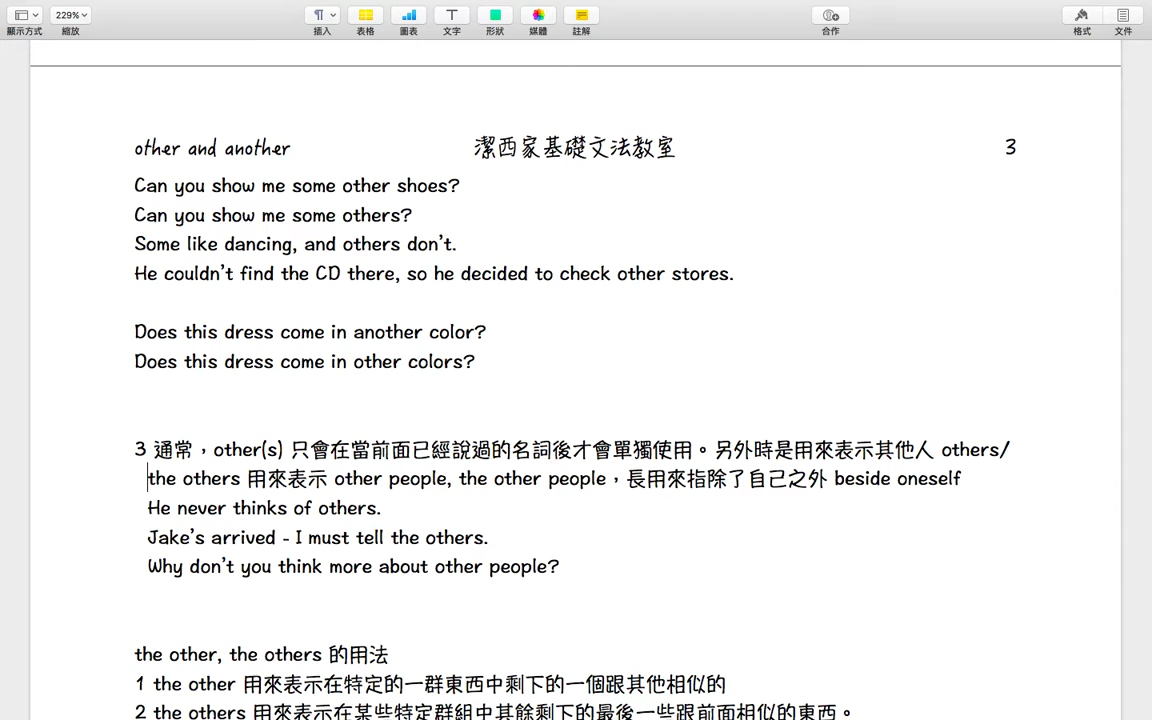 229%
顯示方式
縮放
插入
表格
圖表
文字
形狀
媒體
註解
合作
格式
文件
other and another 潔西家基礎文法教室 3
Can you show me some other shoes?
Can you show me some others?
Some like dancing, and others don't.
He couldn't find the CD there, so he decided to check other stores.
Does this dress come in another color?
Does this dress come in other colors?
3 通常，other(s) 只會在當前面已經說過的名詞後才會單獨使用。另外時是用來表示其他人 others/
the others 用來表示 other people, the other people，長用來指除了自己之外 beside oneself
He never thinks of others.
Jake's arrived - I must tell the others.
Why don't you think more about other people?
the other, the others 的用法
1 the other 用來表示在特定的一群東西中剩下的一個跟其他相似的
2 the others 用來表示在某些特定群組中其餘剩下的最後一些跟前面相似的東西。